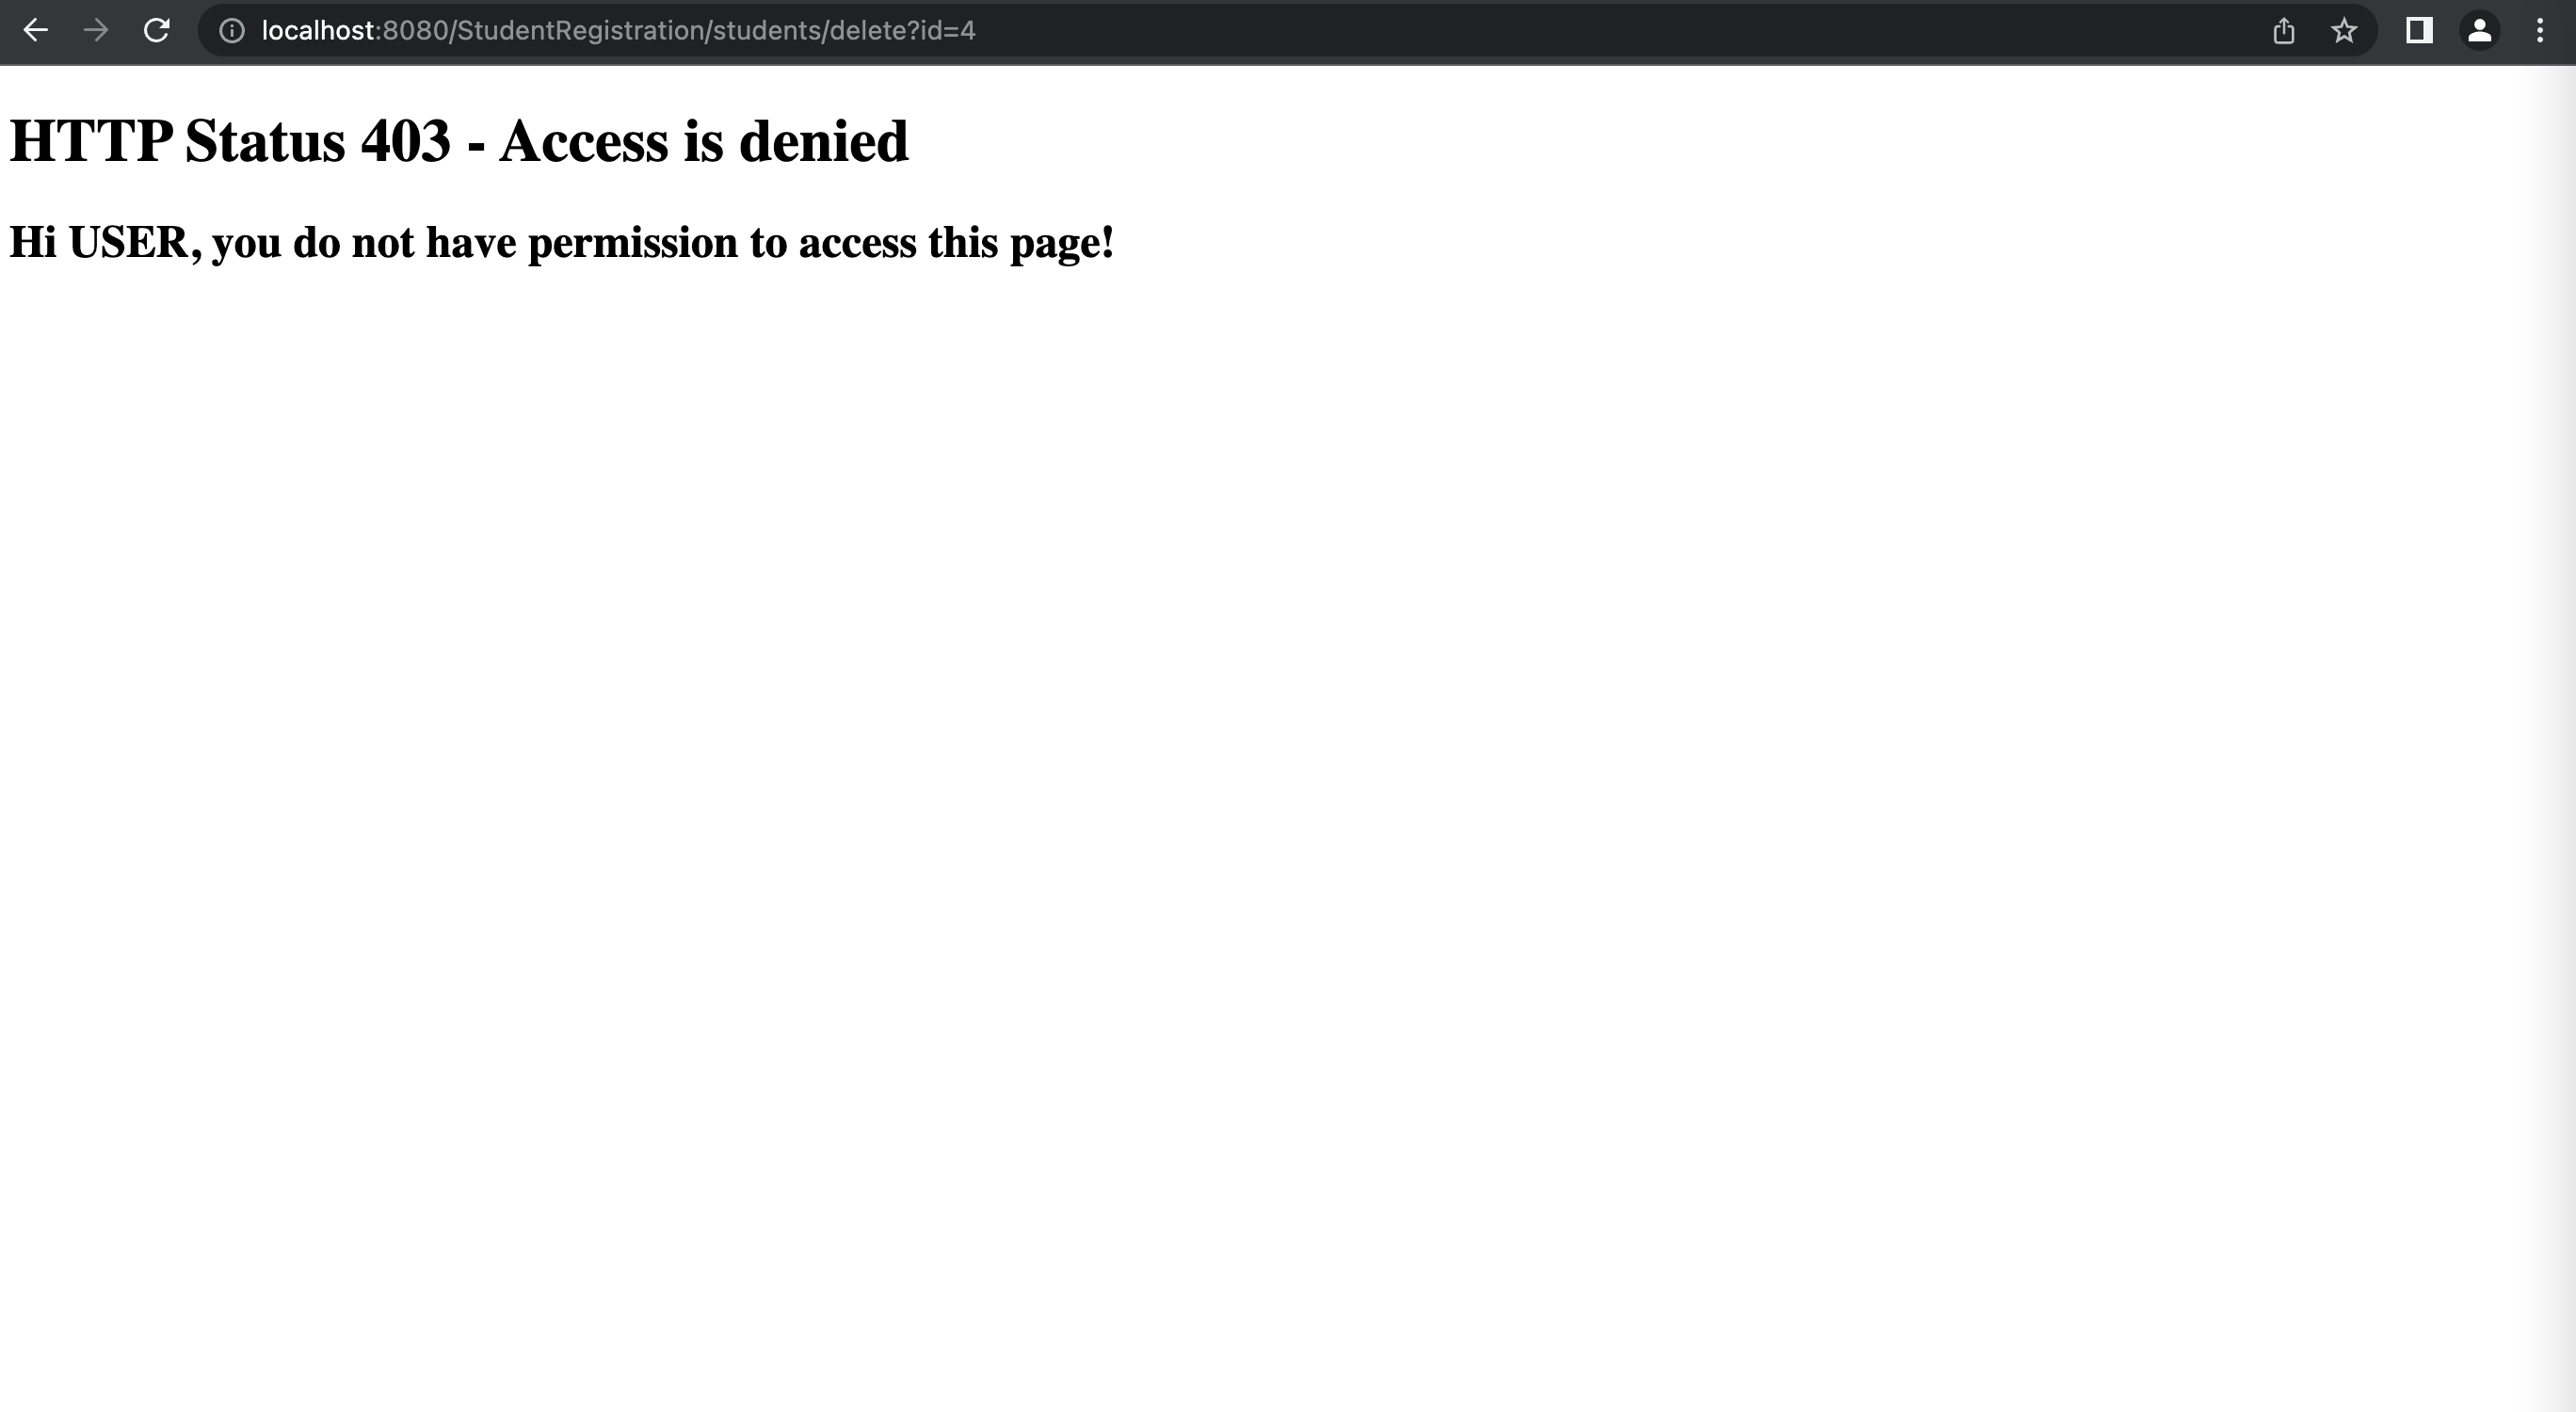 localhost:8080/StudentRegistration/students/delete?id=4
HTTP Status 403 - Access is denied
Hi USER, you do not have permission to access this page!